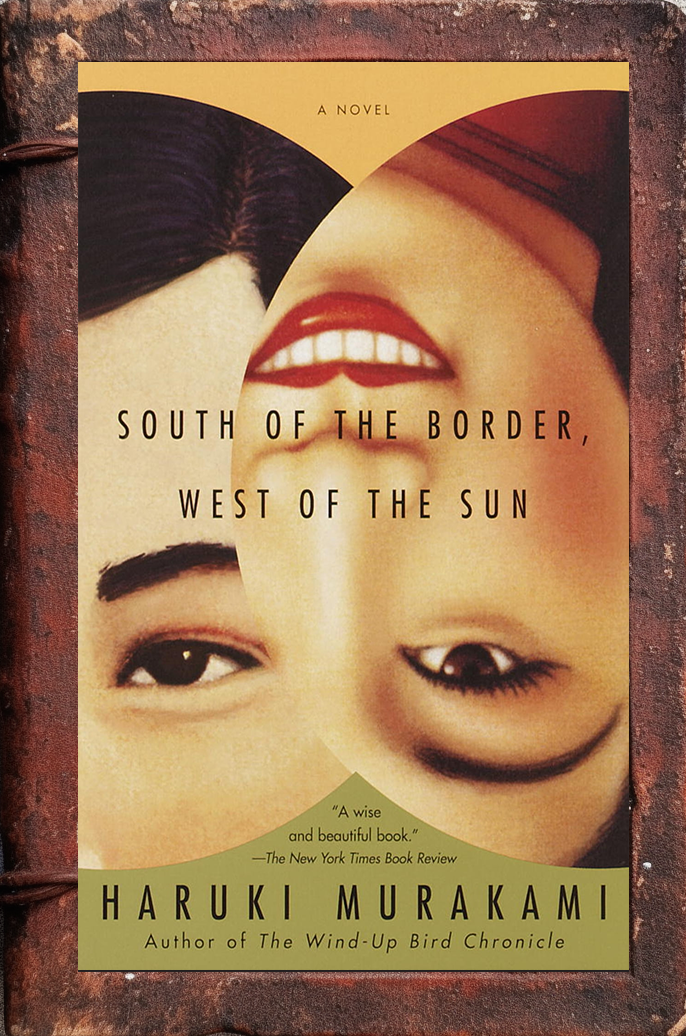 A NOVEL
SOUTH OF THE BORDER,
WEST OF THE SUN
“A wise
and beautiful book.”
—The New York Times Book Review
HARUKI MURAKAMI
Author of The Wind-Up Bird Chronicle